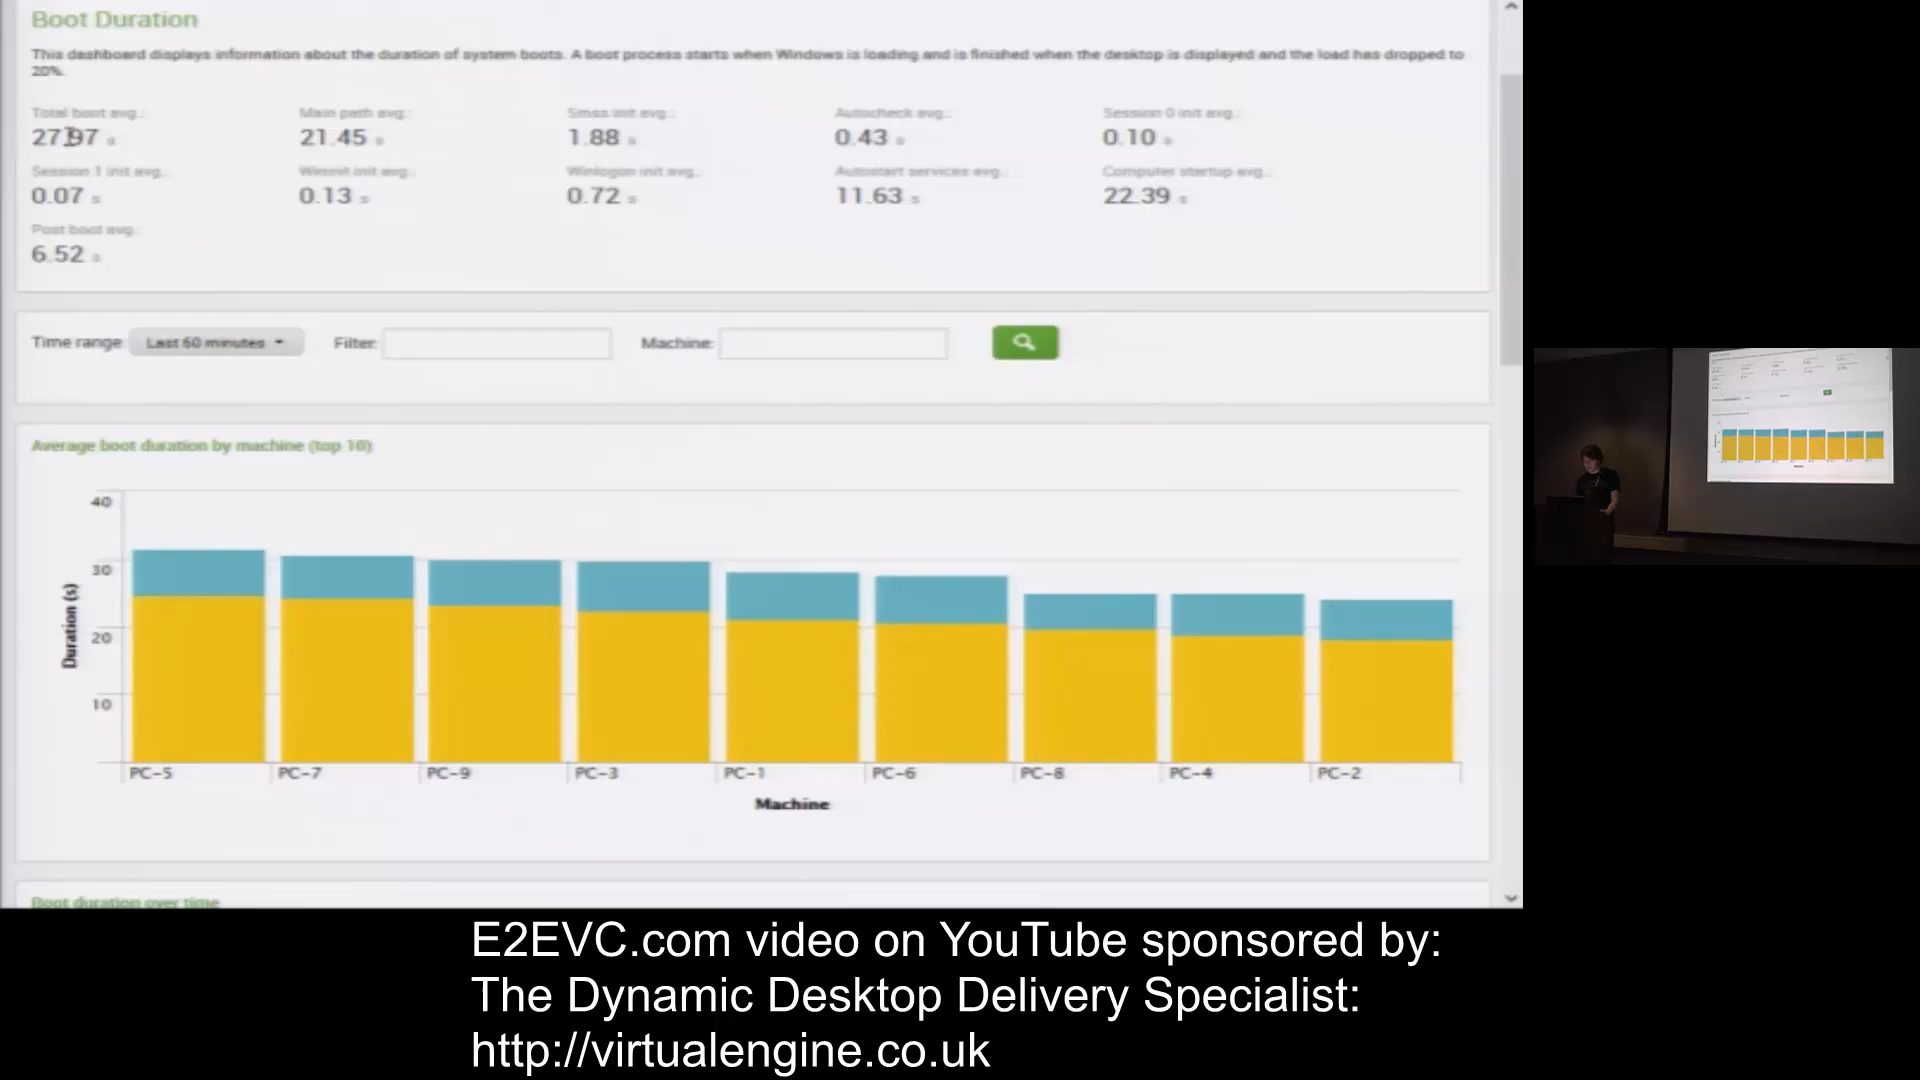 Boot Duration
This dashboard displays information about the duration of system boots. A boot process starts when Windows is loading and is finished when the desktop is displayed and the load has dropped to
20%.
Total boot avg.: Main path avg.: Smss init avg.: Autocheck avg.: Session 0 init avg.:
27.97 s 21.45 s 1.88 s 0.43 s 0.10 s
Session 1 init avg.: Wininit init avg.: Winlogon init avg.: Autostart services avg.: Computer startup avg.:
0.07 s 0.13 s 0.72 s 11.63 s 22.39 s
Post boot avg.:
6.52 s
Time range: Last 60 minutes Filter: Machine:
Average boot duration by machine (top 10)
40
30
20
10
Duration (s)
PC-5 PC-7 PC-9 PC-3 PC-1 PC-6 PC-8 PC-4 PC-2
Machine
Boot duration over time
E2EVC.com video on YouTube sponsored by:
The Dynamic Desktop Delivery Specialist:
http://virtualengine.co.uk